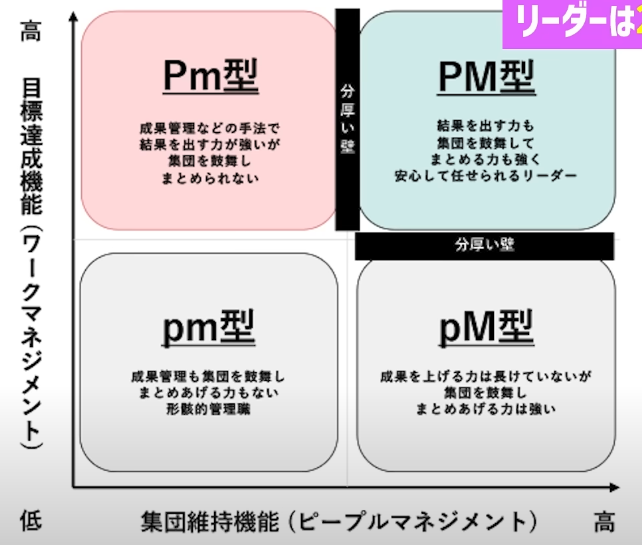 リーダーは
高
目標達成機能（ワークマネジメント）
Pm型
成果管理などの手法で
結果を出す力が強いが
集団を鼓舞し
まとめられない
分厚い壁
PM型
結果を出す力も
集団を鼓舞して
まとめる力も強く
安心して任せられるリーダー
分厚い壁
pm型
成果管理も集団を鼓舞し
まとめあげる力もない
形骸的管理職
pM型
成果を上げる力は長けていないが
集団を鼓舞し
まとめあげる力は強い
低
集団維持機能（ピープルマネジメント）
高